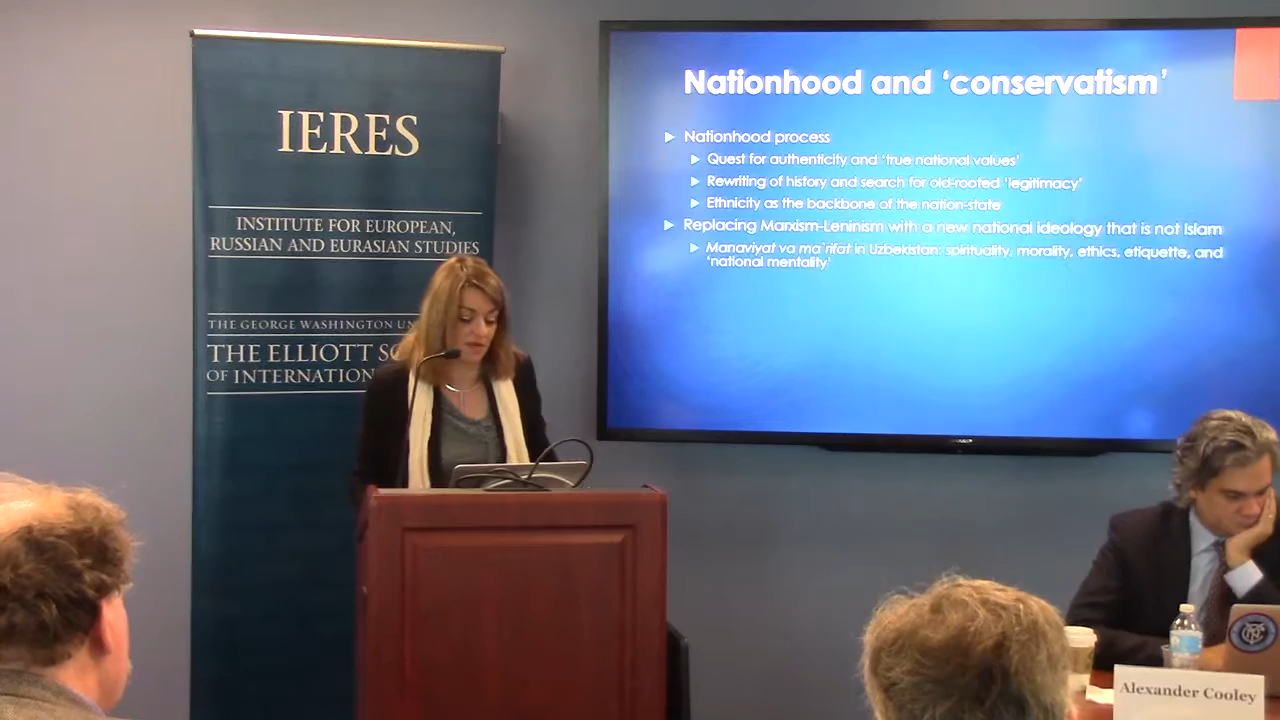 IERES
INSTITUTE FOR EUROPEAN,
RUSSIAN AND EURASIAN STUDIES
THE GEORGE WASHINGTON UN
THE ELLIOTT SC
OF INTERNATION
Nationhood and ‘conservatism’
Nationhood process
Quest for authenticity and ‘true national values’
Rewriting of history and search for old-rooted ‘legitimacy’
Ethnicity as the backbone of the nation-state
Replacing Marxism-Leninism with a new national ideology that is not Islam
Manaviyat va ma`rifat in Uzbekistan: spirituality, morality, ethics, etiquette, and
‘national mentality’
Alexander Cooley